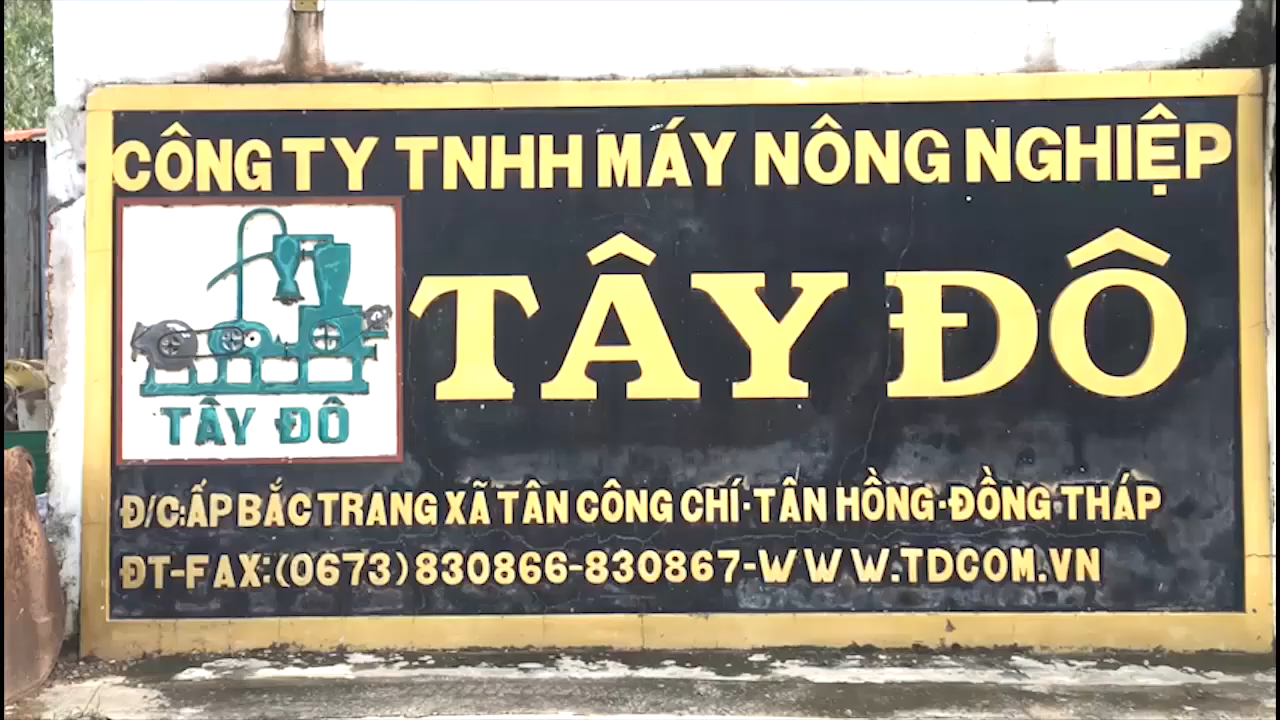 CÔNG TY TNHH MÁY NÔNG NGHIỆP
TÂY ĐÔ
TÂY ĐÔ
Đ/C:ẤP BẮC TRANG XÃ TÂN CÔNG CHÍ-TÂN HỒNG-ĐỒNG THÁP
ĐT-FAX:(0673)830866-830867-WWW.TDCOM.VN